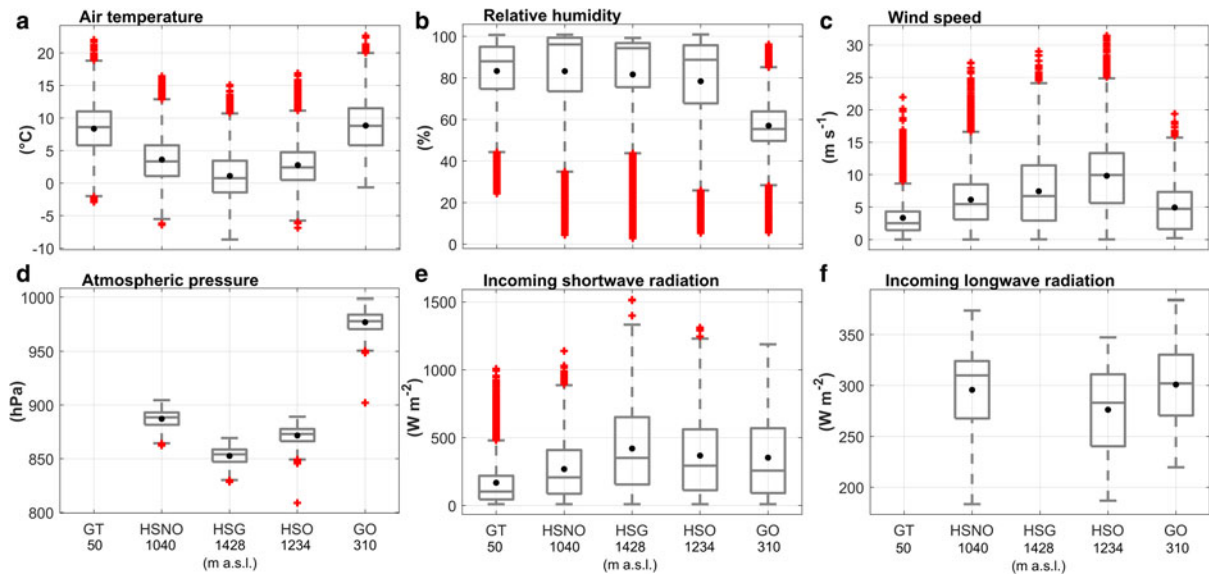 a Air temperature
20
15
10
5
0
-5
-10
(°C)
b Relative humidity
100
80
60
40
20
0
(%)
c Wind speed
30
25
20
15
10
5
0
(m s-1)
d Atmospheric pressure
1000
950
900
850
800
(hPa)
GT HSNO HSG HSO GO
50 1040 1428 1234 310
(m a.s.l.)
e Incoming shortwave radiation
1500
1000
500
0
(W m-2)
GT HSNO HSG HSO GO
50 1040 1428 1234 310
(m a.s.l.)
f Incoming longwave radiation
350
300
250
200
(W m-2)
GT HSNO HSG HSO GO
50 1040 1428 1234 310
(m a.s.l.)